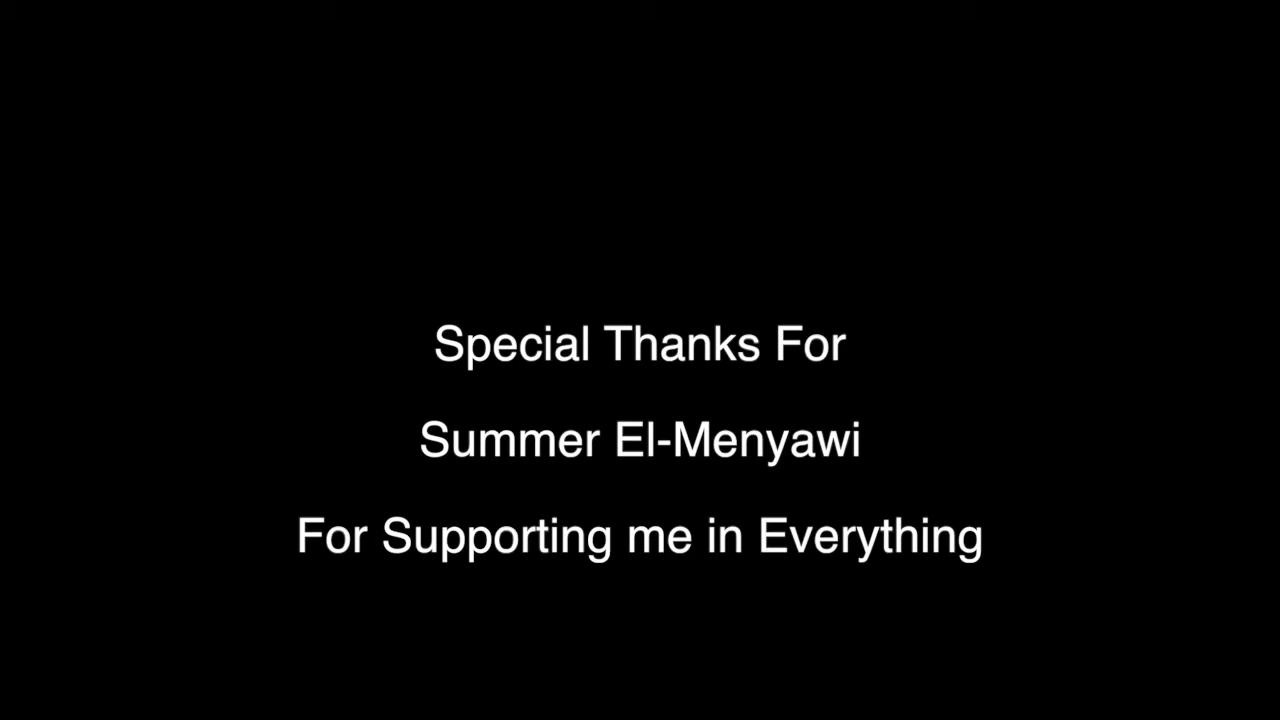 Special Thanks For
Summer El-Menyawi
For Supporting me in Everything